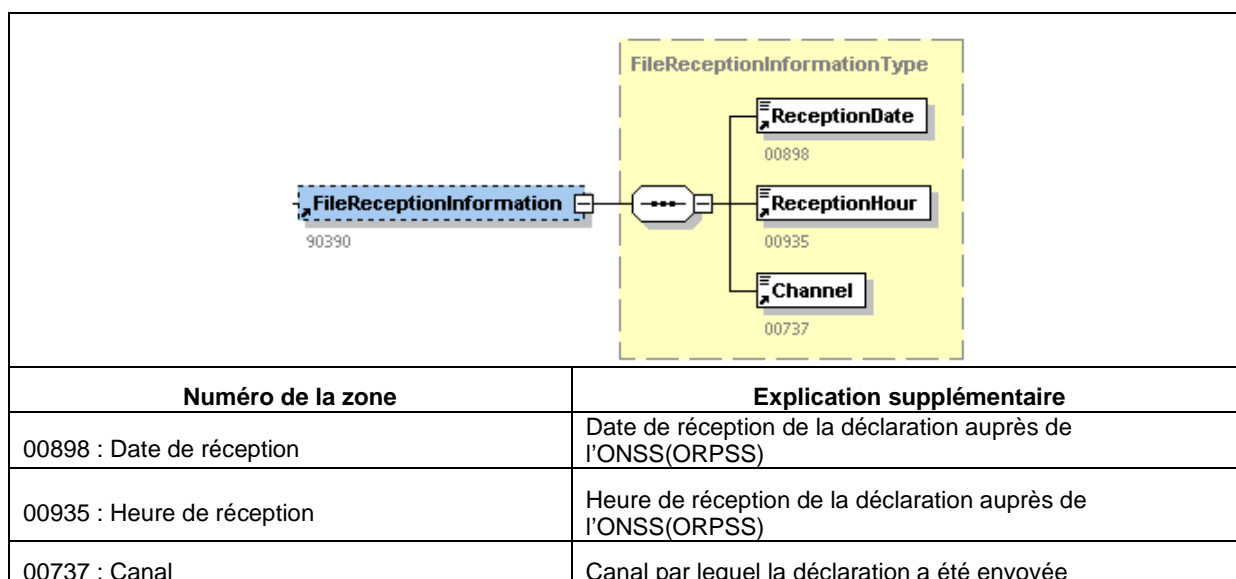 FileReceptionInformationType
ReceptionDate
00898
FileReceptionInformation
90390
ReceptionHour
00935
Channel
00737
Numéro de la zone
Explication supplémentaire
00898 : Date de réception
Date de réception de la déclaration auprès de
l'ONSS(ORPSS)
00935 : Heure de réception
Heure de réception de la déclaration auprès de
l'ONSS(ORPSS)
00737 : Canal
Canal par lequel la déclaration a été envoyée